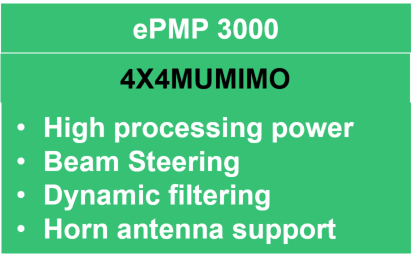 ePMP 3000
4X4MUMIMO
• High processing power
• Beam Steering
• Dynamic filtering
• Horn antenna support